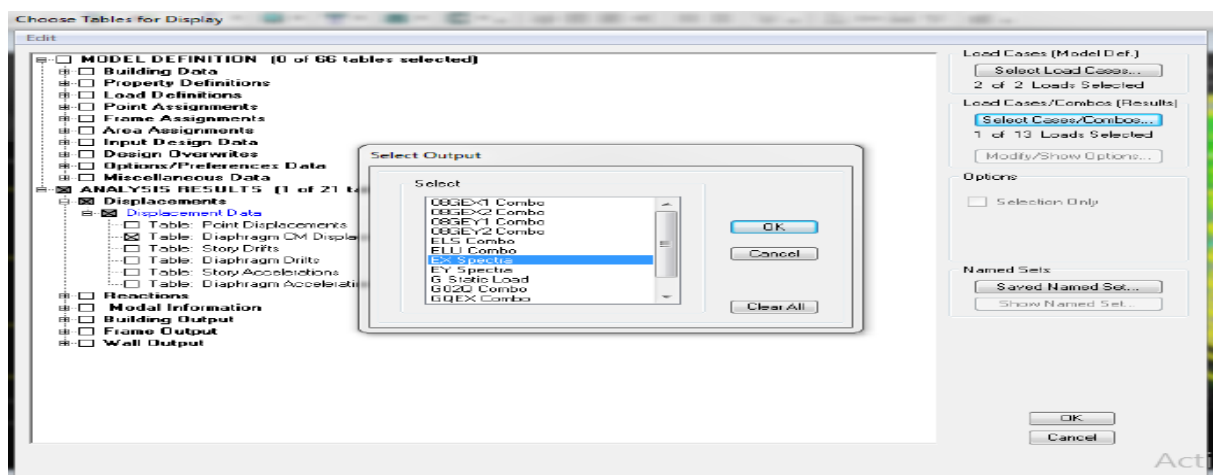 Choose Tables for Display
Edit
MODEL DEFINITION (0 of 66 tables selected)
Building Data
Property Definitions
Load Definitions
Point Assignments
Frame Assignments
Area Assignments
Input Design Data
Design Overwrites
Options/Preferences Data
Miscellaneous Data
ANALYSIS RESULTS (1 of 21 t
Displacements
Displacement Data
Table: Point Displacements
Table: Diaphragm CM Displa
Table: Story Drifts
Table: Diaphragm Drifts
Table: Story Accelerations
Table: Diaphragm Accelerati
Reactions
Modal Information
Building Output
Frame Output
Wall Output
Select Output
Select
08GEX1 Combo
08GEX2 Combo
08GEY1 Combo
08GEY2 Combo
ELS Combo
ELU Combo
EX Spectra
EY Spectra
G Static Load
G02Q Combo
GQEX Combo
OK
Cancel
Clear All
Load Cases (Model Def.)
Select Load Cases...
2 of 2 Loads Selected
Load Cases/Combos (Results)
Select Cases/Combos...
1 of 13 Loads Selected
Modify/Show Options...
Options
Selection Only
Named Sets
Saved Named Set...
Show Named Set...
OK
Cancel
Acti